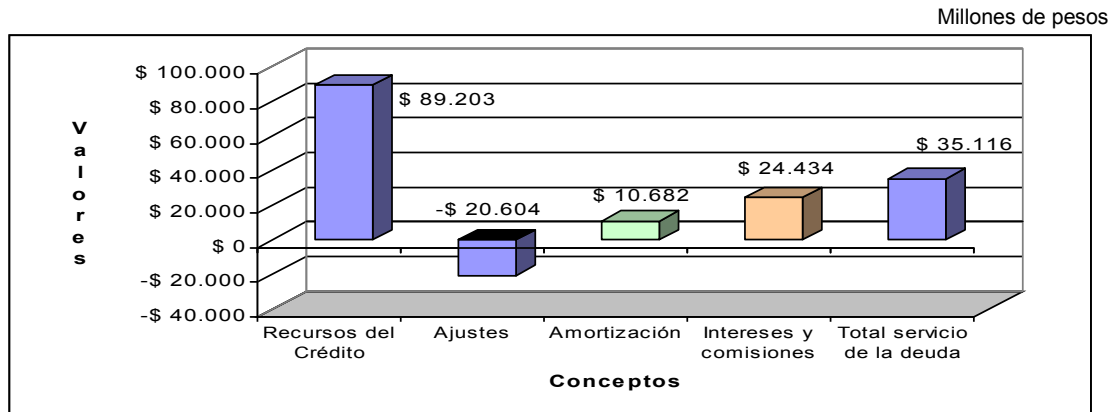 Millones de pesos
Valores
$ 100.000
$ 80.000
$ 60.000
$ 40.000
$ 20.000
$ 0
-$ 20.000
-$ 40.000
$ 89.203
-$ 20.604
$ 10.682
$ 24.434
$ 35.116
Recursos del
Crédito
Ajustes
Amortización
Intereses y
comisiones
Total servicio
de la deuda
Conceptos